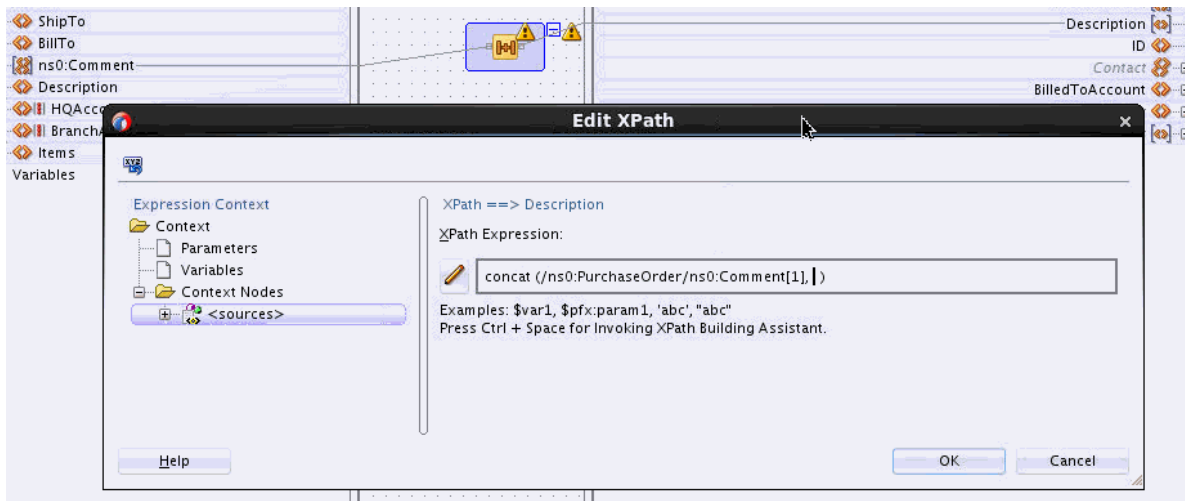 ShipTo
BillTo
ns0:Comment
Description
Items
Variables
Description
ID
Contact
BilledToAccount
Edit XPath
Expression Context
Context
Parameters
Variables
Context Nodes
<sources>
XPath ==> Description
XPath Expression:
concat (/ns0:PurchaseOrder/ns0:Comment[1], )
Examples: $var1, $pfx:param1, 'abc', "abc"
Press Ctrl + Space for Invoking XPath Building Assistant.
Help
OK
Cancel